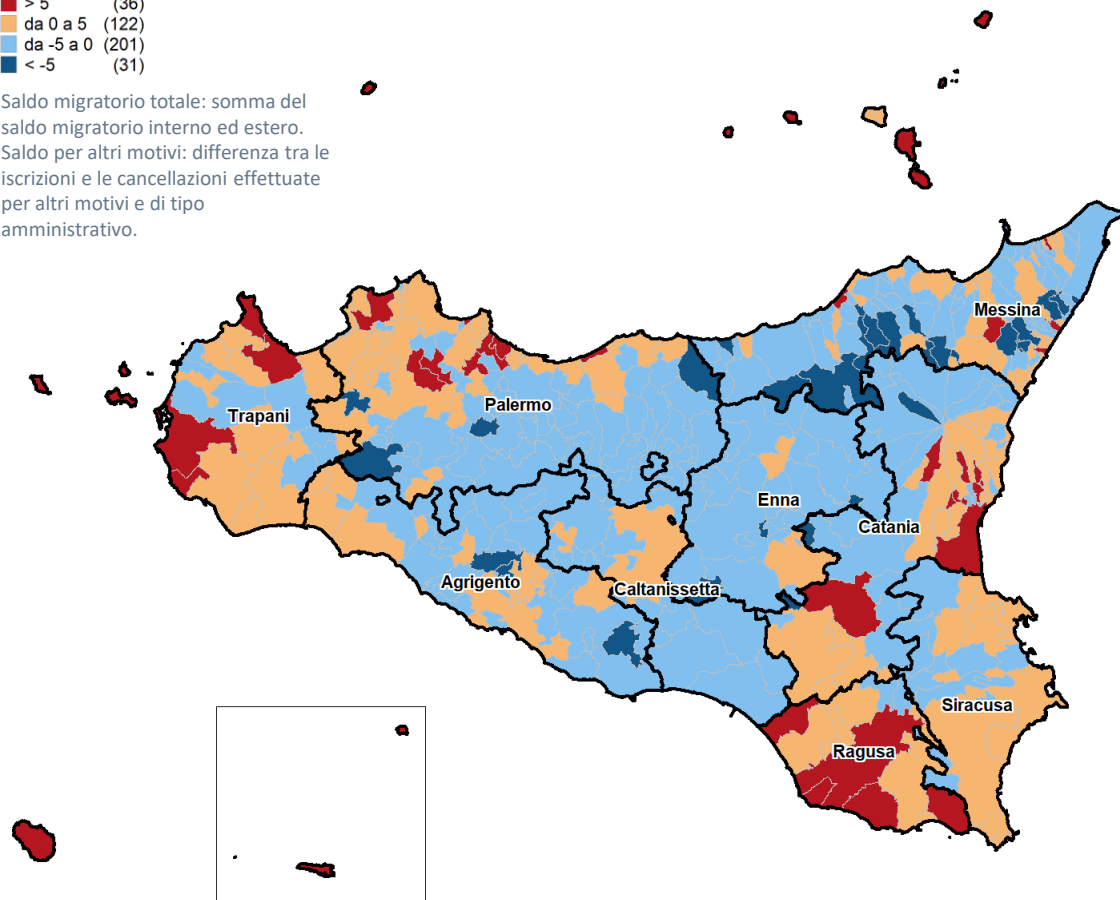 > 5 (36)
da 0 a 5 (122)
da -5 a 0 (201)
< -5 (31)
Saldo migratorio totale: somma del
saldo migratorio interno ed estero.
Saldo per altri motivi: differenza tra le
iscrizioni e le cancellazioni effettuate
per altri motivi e di tipo
amministrativo.
Messina
Palermo
Trapani
Enna
Catania
Agrigento
Caltanissetta
Siracusa
Ragusa